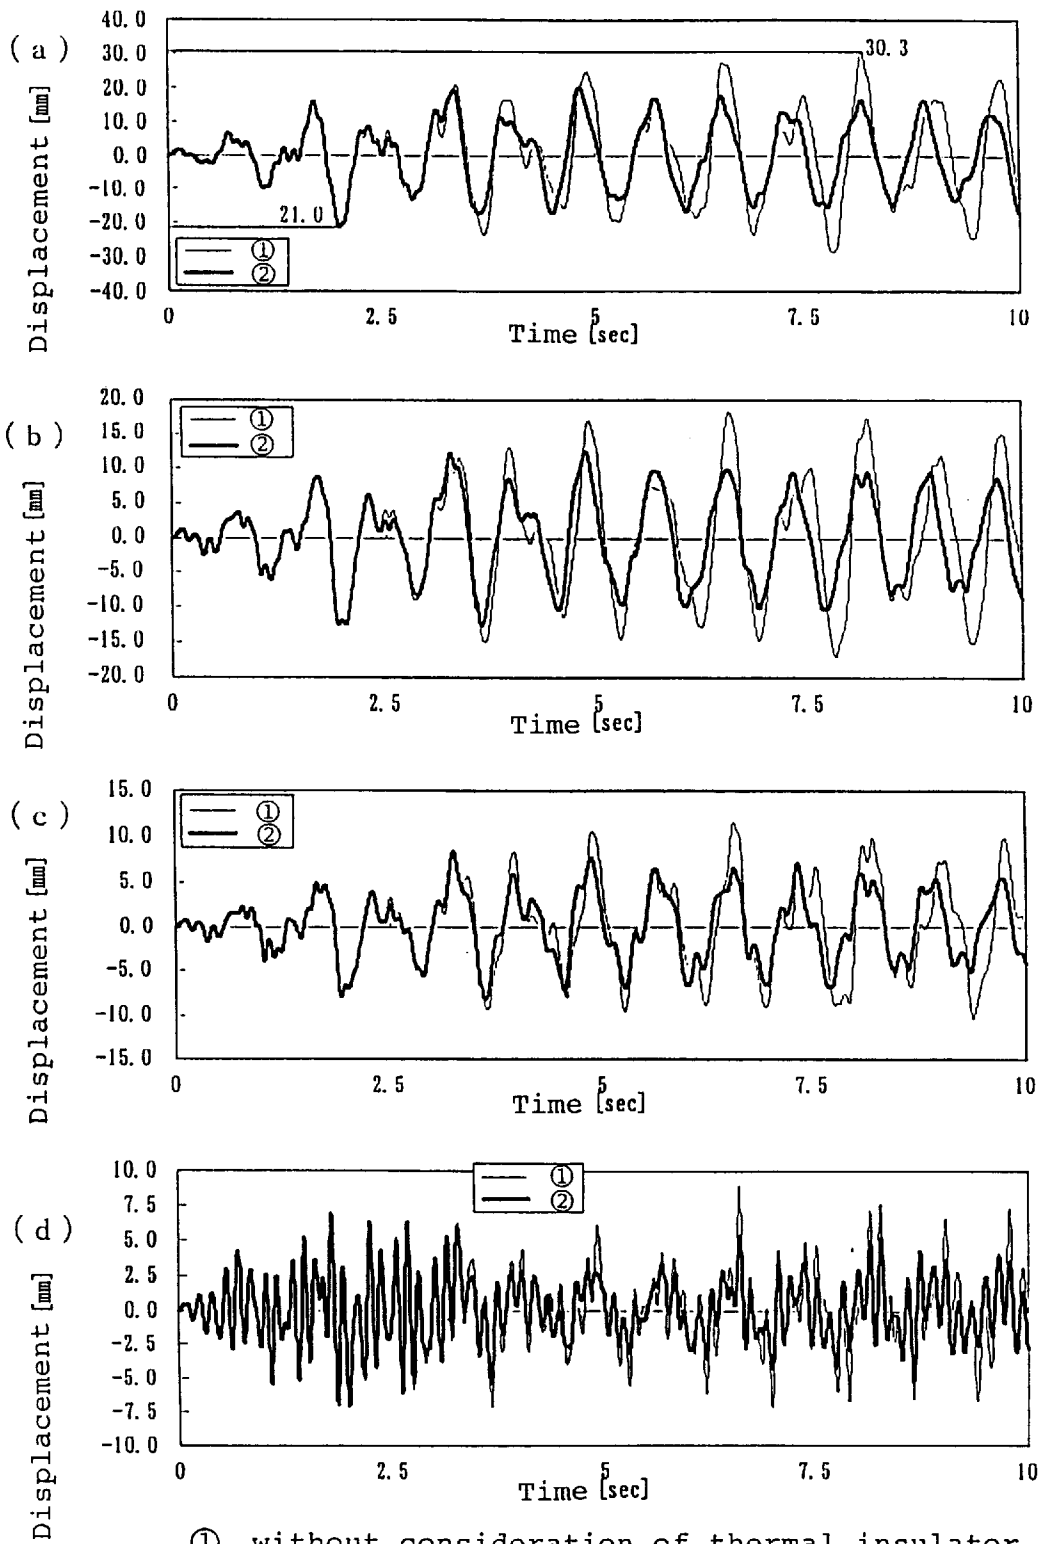 (a)
Displacement [mm]
40.0
30.0
20.0
10.0
0.0
-10.0
-20.0
-30.0
-40.0
30.3
21.0
①
②
0 2.5 5 7.5 10
Time [sec]
(b)
Displacement [mm]
20.0
15.0
10.0
5.0
0.0
-5.0
-10.0
-15.0
-20.0
①
②
0 2.5 5 7.5 10
Time [sec]
(c)
Displacement [mm]
15.0
10.0
5.0
0.0
-5.0
-10.0
-15.0
①
②
0 2.5 5 7.5 10
Time [sec]
(d)
Displacement [mm]
10.0
7.5
5.0
2.5
0.0
-2.5
-5.0
-7.5
-10.0
①
②
0 2.5 5 7.5 10
Time [sec]
① without consideration of thermal insulator